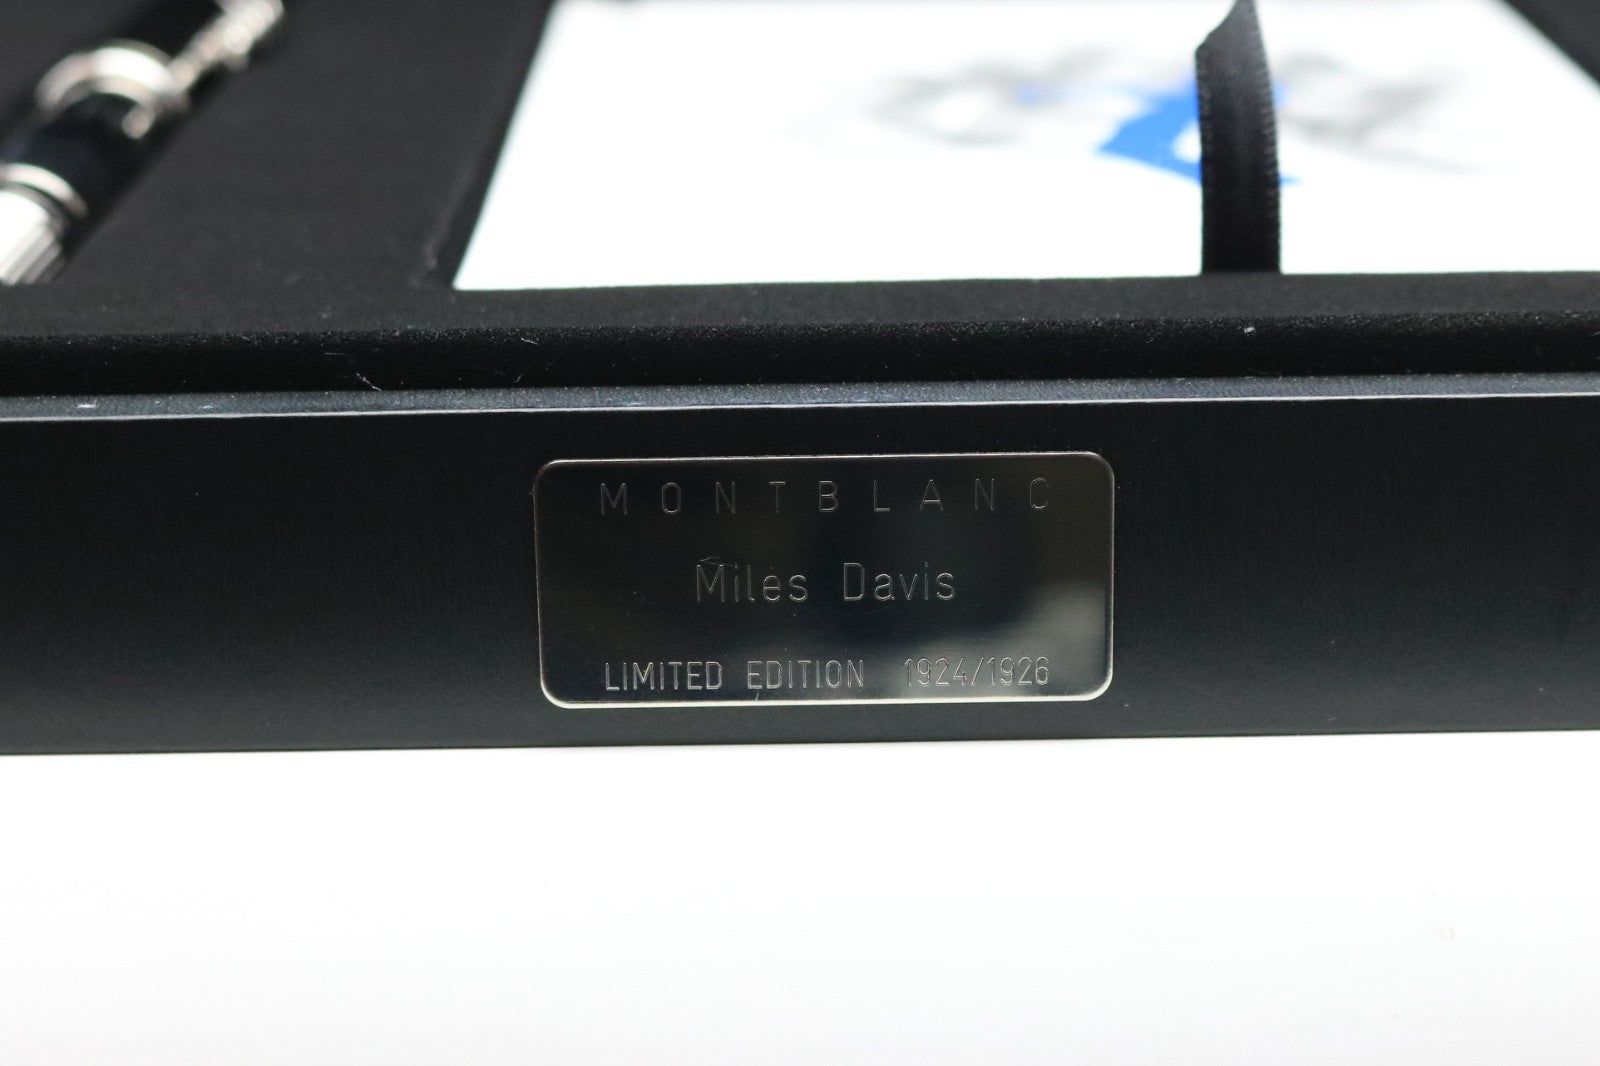 MONTBLANC
Miles Davis
LIMITED EDITION 1924/1926